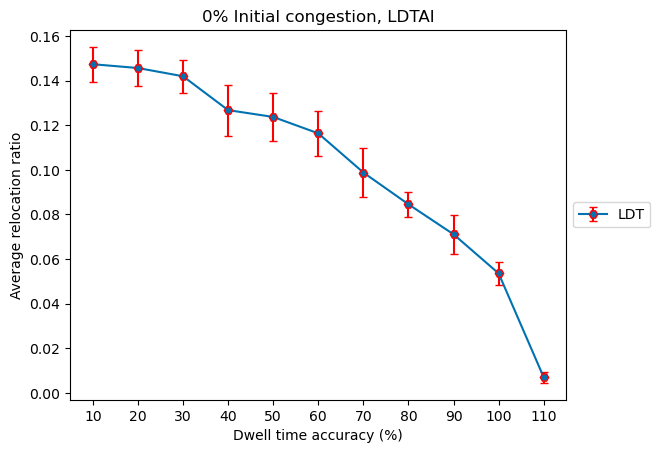 0% Initial congestion, LDTAI
0.16
0.14
0.12
0.10
0.08
0.06
0.04
0.02
0.00
Average relocation ratio
10 20 30 40 50 60 70 80 90 100 110
Dwell time accuracy (%)
LDT